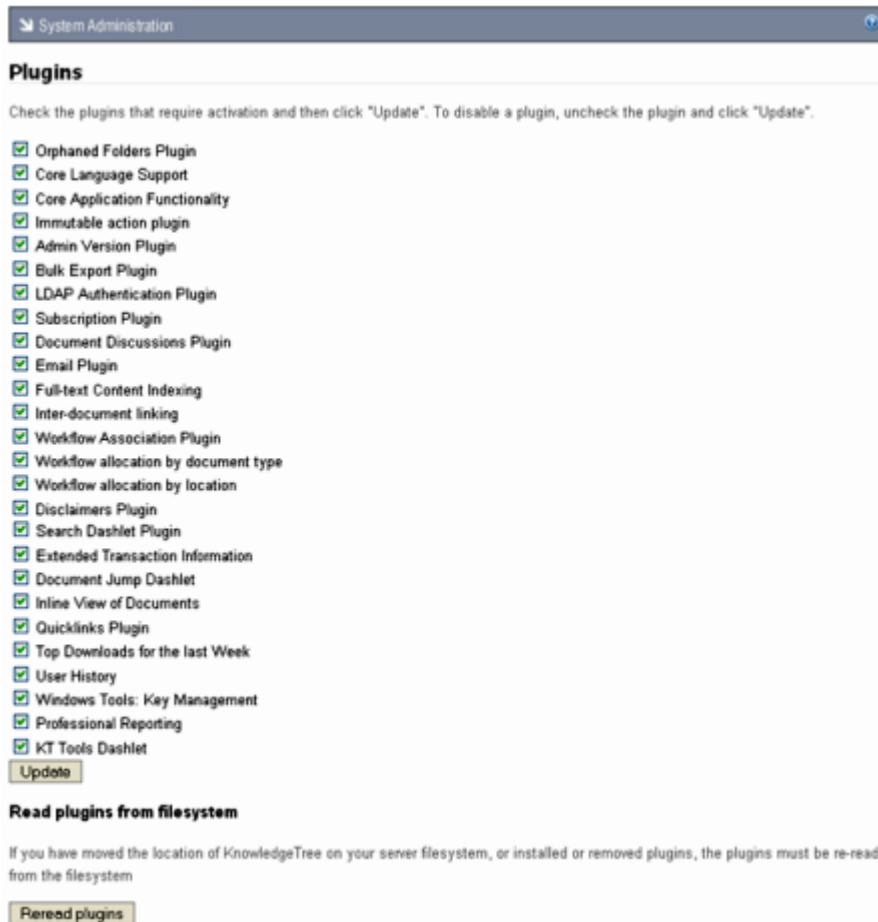 System Administration
Plugins
Check the plugins that require activation and then click "Update". To disable a plugin, uncheck the plugin and click "Update".
Orphaned Folders Plugin
Core Language Support
Core Application Functionality
Immutable action plugin
Admin Version Plugin
Bulk Export Plugin
LDAP Authentication Plugin
Subscription Plugin
Document Discussions Plugin
Email Plugin
Full-text Content Indexing
Inter-document linking
Workflow Association Plugin
Workflow allocation by document type
Workflow allocation by location
Disclaimers Plugin
Search Dashlet Plugin
Extended Transaction Information
Document Jump Dashlet
Inline View of Documents
Quicklinks Plugin
Top Downloads for the last Week
User History
Windows Tools: Key Management
Professional Reporting
KT Tools Dashlet
Update
Read plugins from filesystem
If you have moved the location of KnowledgeTree on your server filesystem, or installed or removed plugins, the plugins must be re-read
from the filesystem
Reread plugins